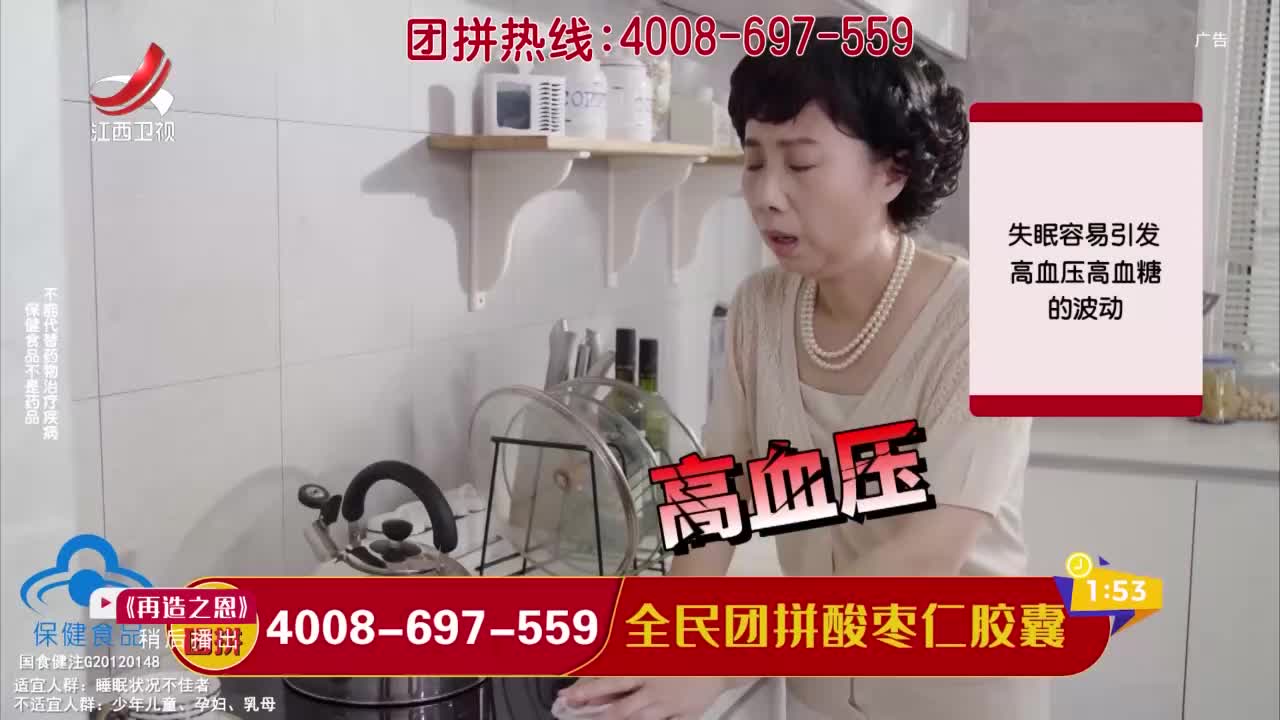 团拼热线:4008-697-559
广告
江西卫视
失眠容易引发
高血压高血糖
的波动
保健食品不是药品
不能代替药物治疗疾病
高血压
1:53
《再造之恩》
稍后播出
4008-697-559
全民团拼酸枣仁胶囊
保健食品
国食健注G20120148
适宜人群：睡眠状况不佳者
不适宜人群：少年儿童、孕妇、乳母